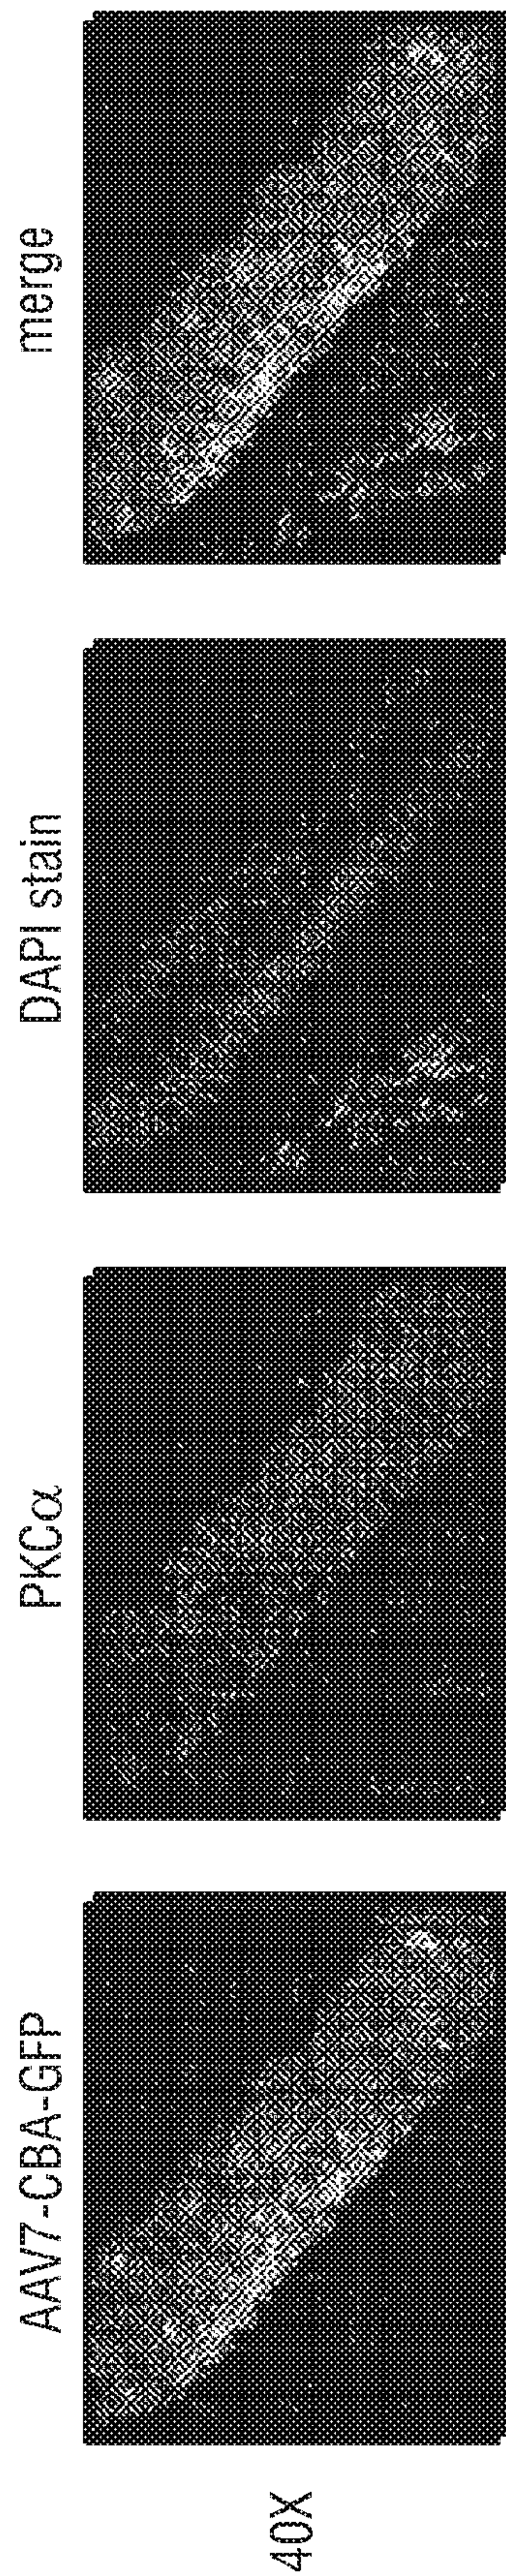 AAV7-CBA-GFP
PKCα
DAPI stain
merge
40X